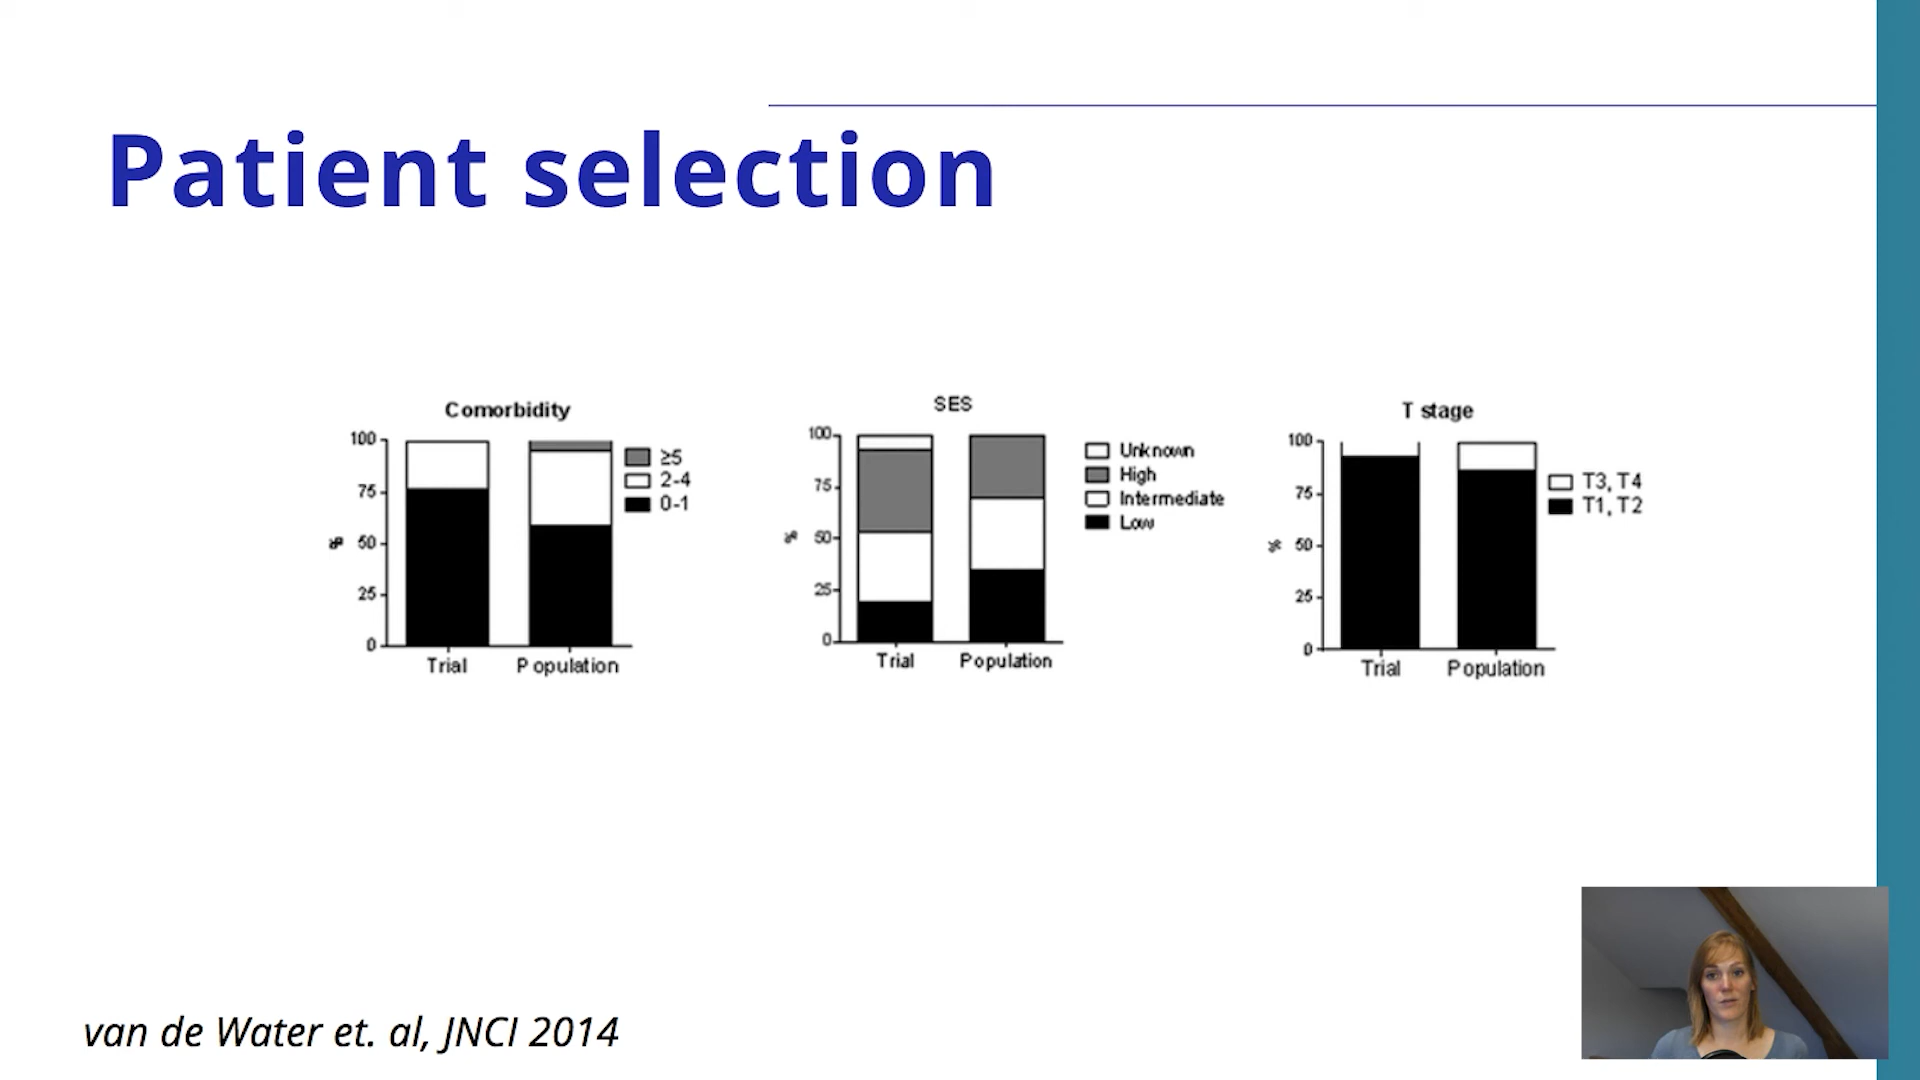 Patient selection
Comorbidity
100
75
50
25
0
%
Trial Population
≥5
2-4
0-1
SES
100
75
50
25
0
%
Trial Population
Unknown
High
Intermediate
Low
T stage
100
75
50
25
0
%
Trial Population
T3, T4
T1, T2
van de Water et. al, JNCI 2014